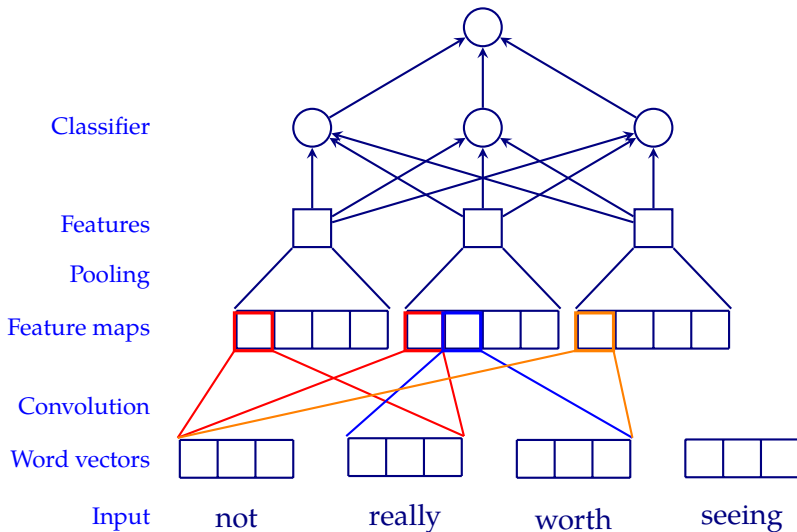 Classifier
Features
Pooling
Feature maps
Convolution
Word vectors
Input not really worth seeing